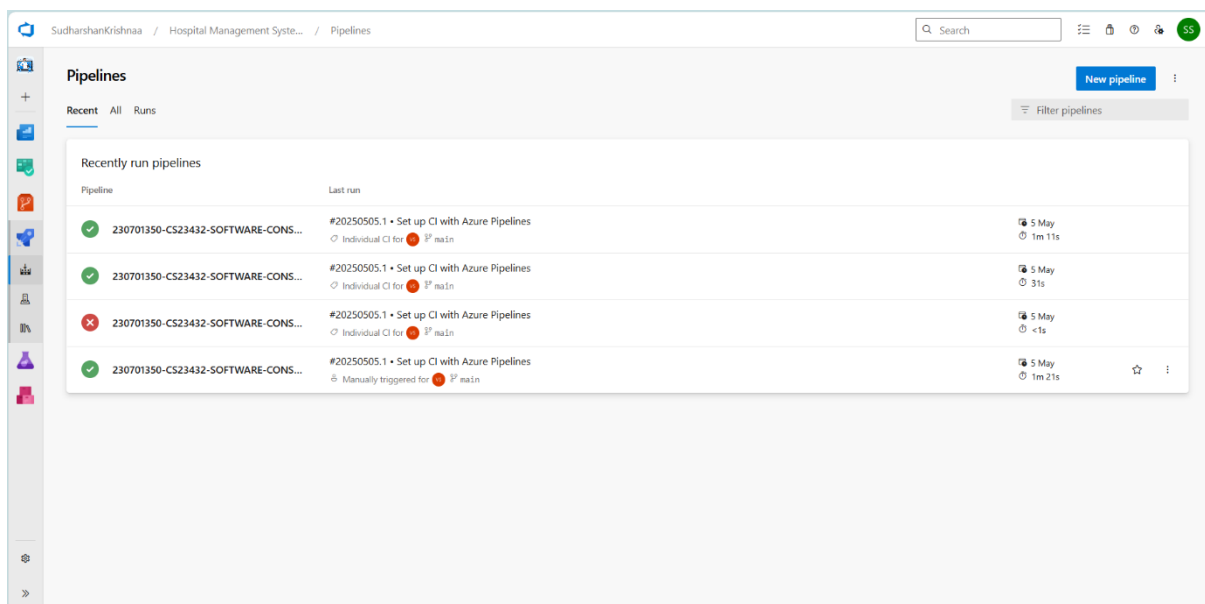 SudharshanKrishnaa / Hospital Management Syste... / Pipelines
Search
SS
Pipelines
New pipeline
Recent All Runs
Filter pipelines
Recently run pipelines
Pipeline Last run
230701350-CS23432-SOFTWARE-CONS...
#20250505.1 • Set up CI with Azure Pipelines
Individual CI for VS main
5 May
1m 11s
230701350-CS23432-SOFTWARE-CONS...
#20250505.1 • Set up CI with Azure Pipelines
Individual CI for VS main
5 May
31s
230701350-CS23432-SOFTWARE-CONS...
#20250505.1 • Set up CI with Azure Pipelines
Individual CI for VS main
5 May
<1s
230701350-CS23432-SOFTWARE-CONS...
#20250505.1 • Set up CI with Azure Pipelines
Manually triggered for VS main
5 May
1m 21s